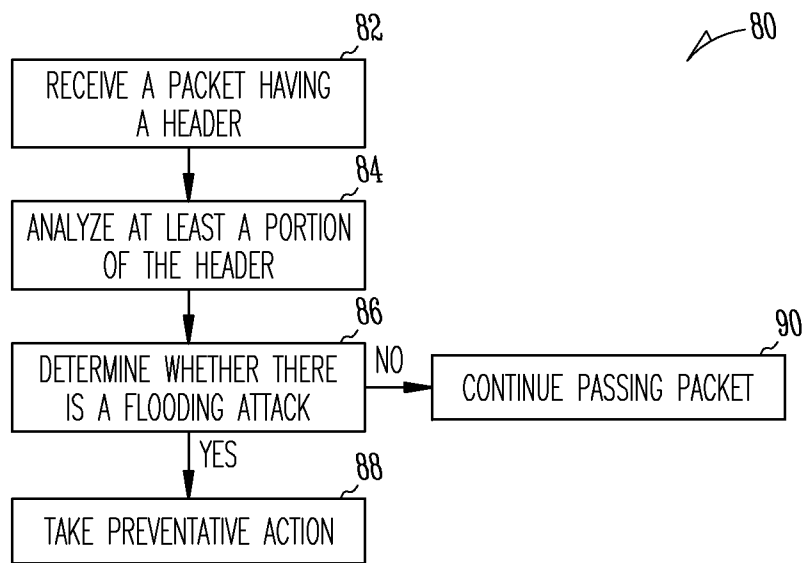 80
82
RECEIVE A PACKET HAVING
A HEADER
84
ANALYZE AT LEAST A PORTION
OF THE HEADER
86
DETERMINE WHETHER THERE
IS A FLOODING ATTACK
NO
90
CONTINUE PASSING PACKET
YES
88
TAKE PREVENTATIVE ACTION